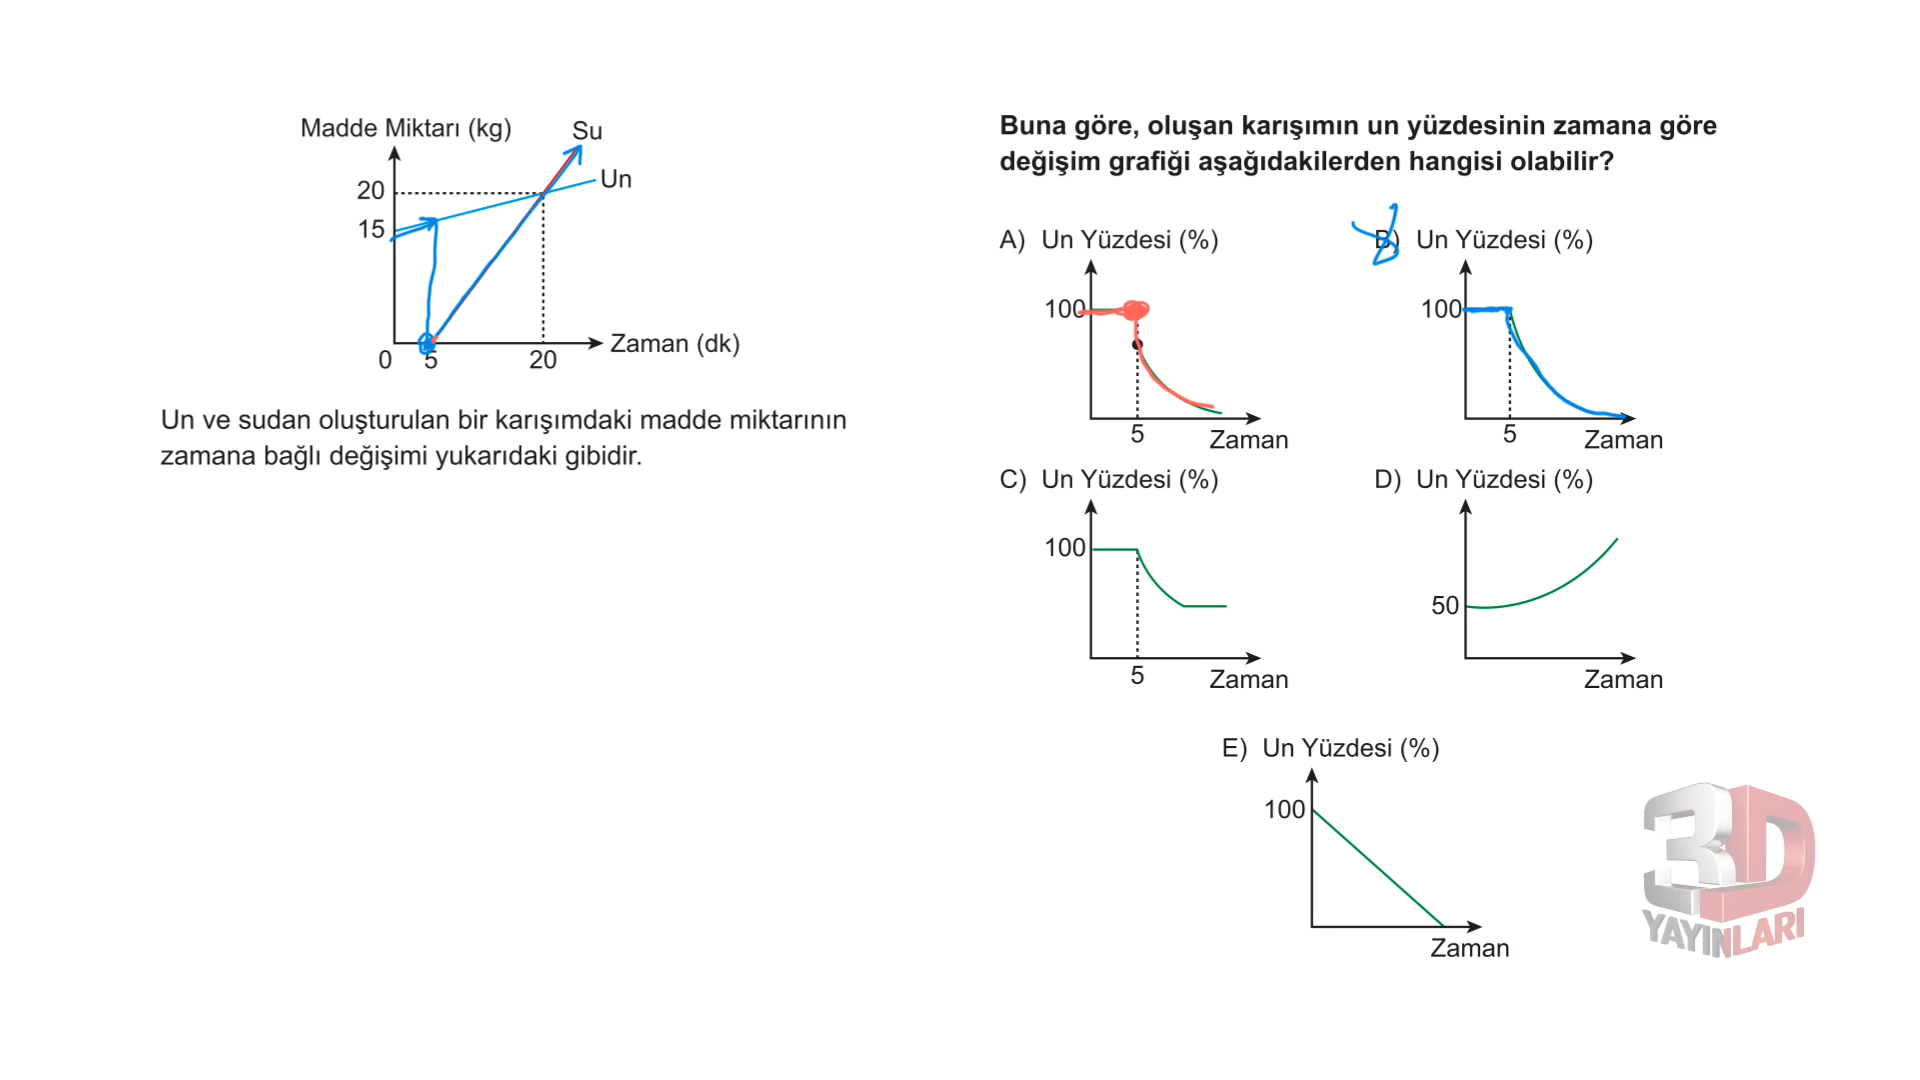 Madde Miktarı (kg)
Su
Un
20
15
0
5
20
Zaman (dk)
Un ve sudan oluşturulan bir karışımdaki madde miktarının
zamana bağlı değişimi yukarıdaki gibidir.
Buna göre, oluşan karışımın un yüzdesinin zamana göre
değişim grafiği aşağıdakilerden hangisi olabilir?
A) Un Yüzdesi (%)
100
5
Zaman
B) Un Yüzdesi (%)
100
5
Zaman
C) Un Yüzdesi (%)
100
5
Zaman
D) Un Yüzdesi (%)
50
Zaman
E) Un Yüzdesi (%)
100
Zaman
3D
YAYINLARI